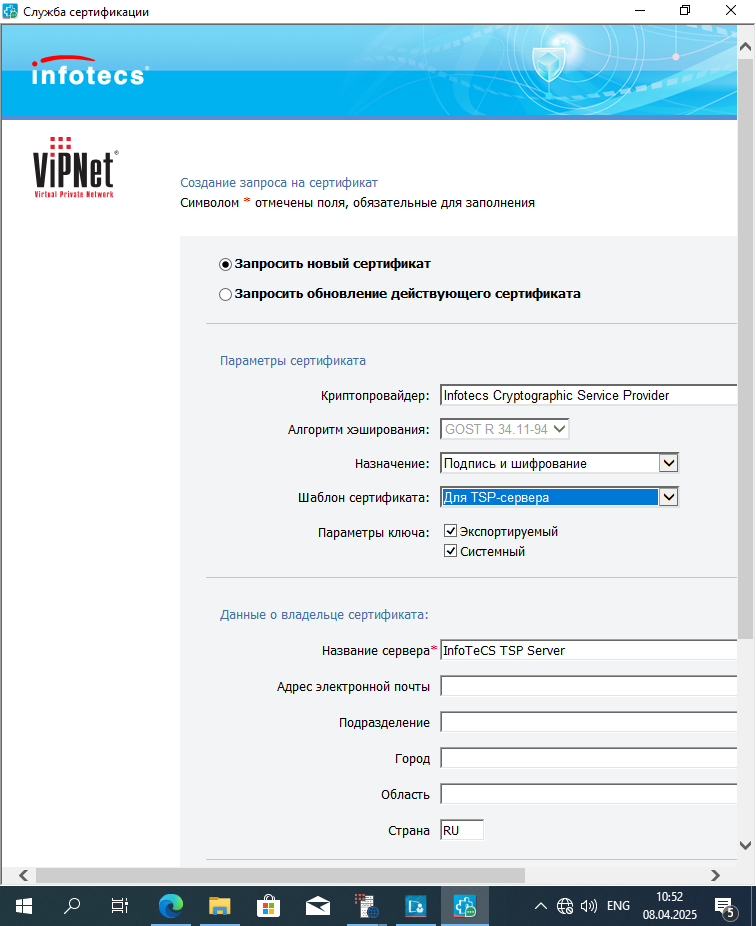 Служба сертификации
infotecs
ViPNet
Virtual Private Network
Создание запроса на сертификат
Символом * отмечены поля, обязательные для заполнения
Запросить новый сертификат
Запросить обновление действующего сертификата
Параметры сертификата
Криптопровайдер: Infotecs Cryptographic Service Provider
Алгоритм хэширования: GOST R 34.11-94
Назначение: Подпись и шифрование
Шаблон сертификата: Для TSP-сервера
Параметры ключа: Экспортируемый
Системный
Данные о владельце сертификата:
Название сервера* InfoTeCS TSP Server
Адрес электронной почты
Подразделение
Город
Область
Страна RU
ENG
10:52
08.04.2025
5